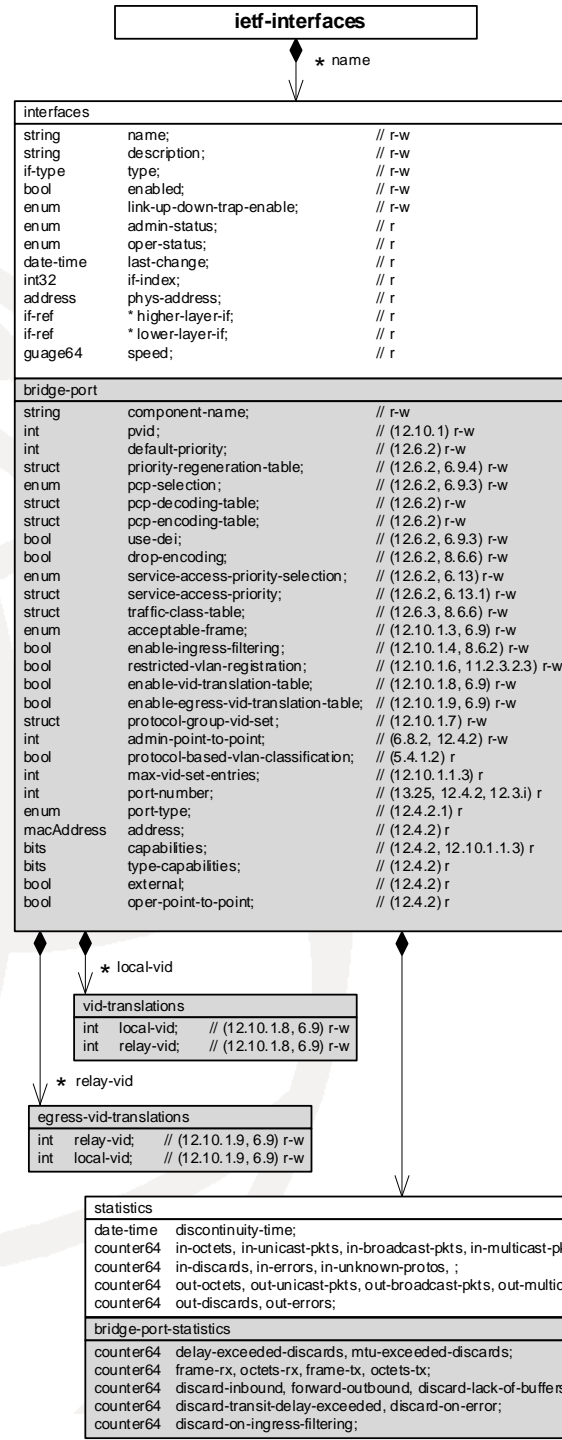 ietf-interfaces
* name
interfaces
string name; // r-w
string description; // r-w
if-type type; // r-w
bool enabled; // r-w
enum link-up-down-trap-enable; // r-w
enum admin-status; // r
enum oper-status; // r
date-time last-change; // r
int32 if-index; // r
address phys-address; // r
if-ref * higher-layer-if; // r
if-ref * lower-layer-if; // r
guage64 speed; // r
bridge-port
string component-name; // r-w
int pvid; // (12.10.1) r-w
int default-priority; // (12.6.2) r-w
struct priority-regeneration-table; // (12.6.2, 6.9.4) r-w
enum pcp-selection; // (12.6.2, 6.9.3) r-w
struct pcp-decoding-table; // (12.6.2) r-w
struct pcp-encoding-table; // (12.6.2) r-w
bool use-dei; // (12.6.2, 6.9.3) r-w
bool drop-encoding; // (12.6.2, 8.6.6) r-w
enum service-access-priority-selection; // (12.6.2, 6.13) r-w
struct service-access-priority; // (12.6.2, 6.13.1) r-w
struct traffic-class-table; // (12.6.3, 8.6.6) r-w
enum acceptable-frame; // (12.10.1.3, 6.9) r-w
bool enable-ingress-filtering; // (12.10.1.4, 8.6.2) r-w
bool restricted-vlan-registration; // (12.10.1.6, 11.2.3.2.3) r-w
bool enable-vid-translation-table; // (12.10.1.8, 6.9) r-w
bool enable-egress-vid-translation-table; // (12.10.1.9, 6.9) r-w
struct protocol-group-vid-set; // (12.10.1.7) r-w
int admin-point-to-point; // (6.8.2, 12.4.2) r-w
bool protocol-based-vlan-classification; // (5.4.1.2) r
int max-vid-set-entries; // (12.10.1.1.3) r
int port-number; // (13.25, 12.4.2, 12.3.i) r
enum port-type; // (12.4.2.1) r
macAddress address; // (12.4.2) r
bits capabilities; // (12.4.2, 12.10.1.1.3) r
bits type-capabilities; // (12.4.2) r
bool external; // (12.4.2) r
bool oper-point-to-point; // (12.4.2) r
* local-vid
vid-translations
int local-vid; // (12.10.1.8, 6.9) r-w
int relay-vid; // (12.10.1.8, 6.9) r-w
* relay-vid
egress-vid-translations
int relay-vid; // (12.10.1.9, 6.9) r-w
int local-vid; // (12.10.1.9, 6.9) r-w
statistics
date-time discontinuity-time;
counter64 in-octets, in-unicast-pkts, in-broadcast-pkts, in-multicast-pk
counter64 in-discards, in-errors, in-unknown-protos, ;
counter64 out-octets, out-unicast-pkts, out-broadcast-pkts, out-multic
counter64 out-discards, out-errors;
bridge-port-statistics
counter64 delay-exceeded-discards, mtu-exceeded-discards;
counter64 frame-rx, octets-rx, frame-tx, octets-tx;
counter64 discard-inbound, forward-outbound, discard-lack-of-buffers
counter64 discard-transit-delay-exceeded, discard-on-error;
counter64 discard-on-ingress-filtering;